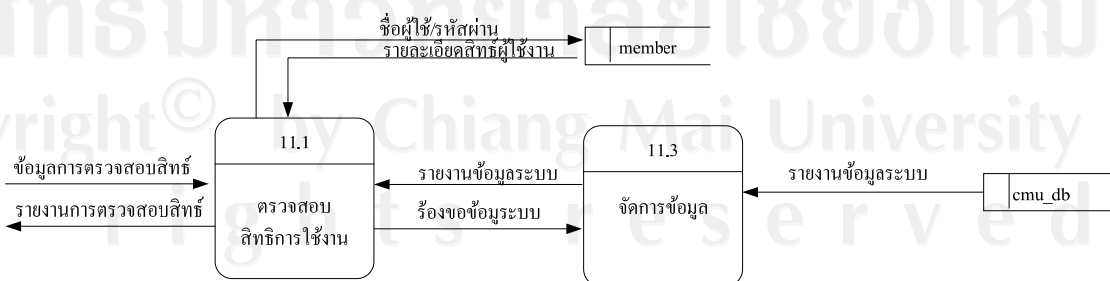 ชื่อผู้ใช้/รหัสผ่าน
รายละเอียดสิทธ์ผู้ใช้งาน
member
11.1
ตรวจสอบ
สิทธิการใช้งาน
ข้อมูลการตรวจสอบสิทธ์
รายงานการตรวจสอบสิทธ์
รายงานข้อมูลระบบ
ร้องขอข้อมูระบบ
11.3
จัดการข้อมูล
รายงานข้อมูลระบบ
cmu_db
by Chiang Mai University
rights reserved